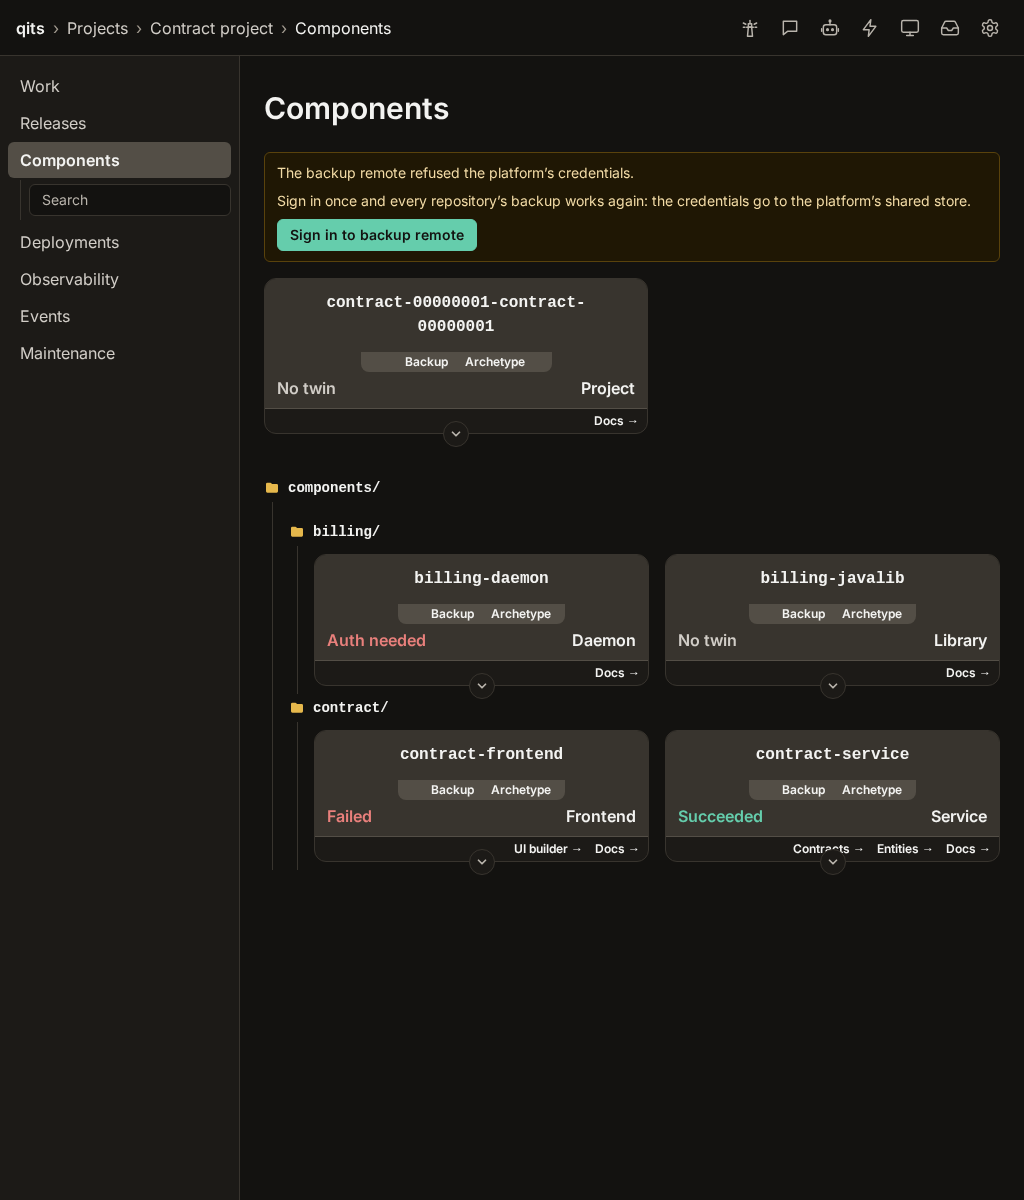 qits › Projects › Contract project › Components
Work
Releases
Components
Search
Deployments
Observability
Events
Maintenance
Components
The backup remote refused the platform’s credentials.
Sign in once and every repository’s backup works again: the credentials go to the platform’s shared store.
Sign in to backup remote
contract-00000001-contract-
00000001
Backup Archetype
No twin Project
Docs →
components/
billing/
billing-daemon
Backup Archetype
Auth needed Daemon
Docs →
billing-javalib
Backup Archetype
No twin Library
Docs →
contract/
contract-frontend
Backup Archetype
Failed Frontend
UI builder → Docs →
contract-service
Backup Archetype
Succeeded Service
Contracts → Entities → Docs →